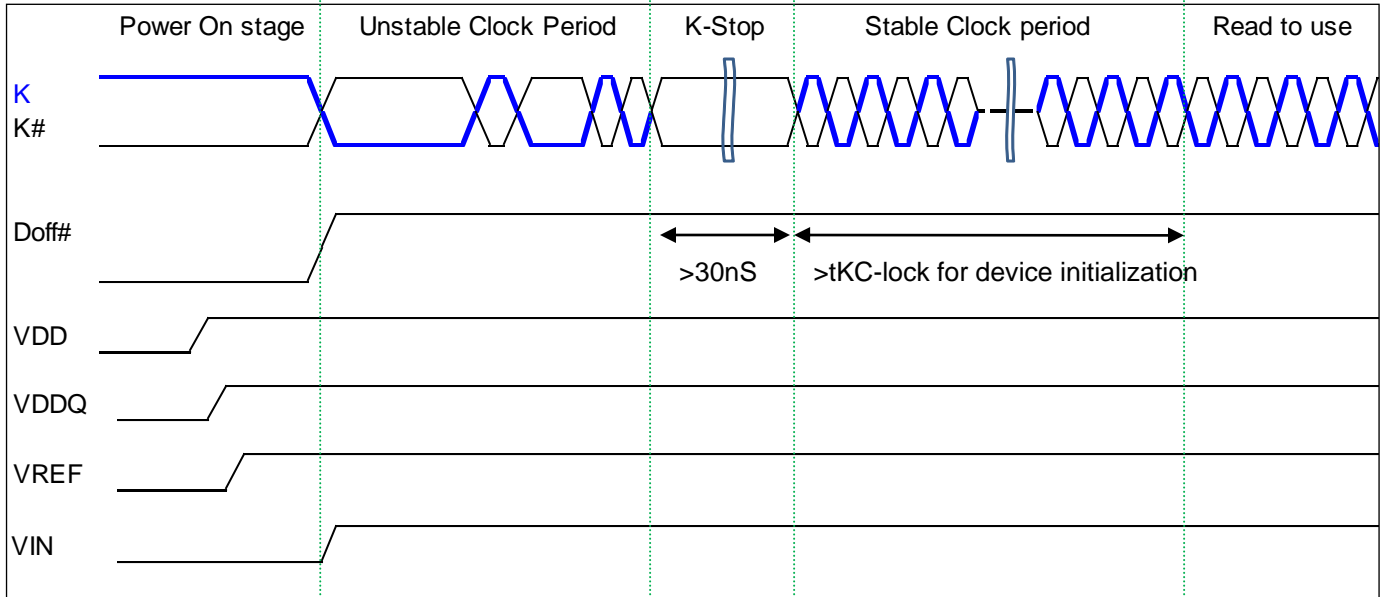 Power On stage Unstable Clock Period K-Stop Stable Clock period Read to use
K
K#
Doff#
>30nS >tKC-lock for device initialization
VDD
VDDQ
VREF
VIN